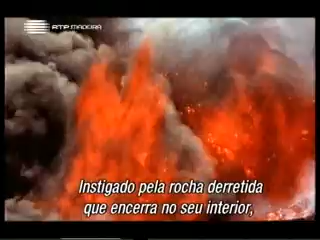 RTP MADEIRA
Instigado pela rocha derretida
que encerra no seu interior,